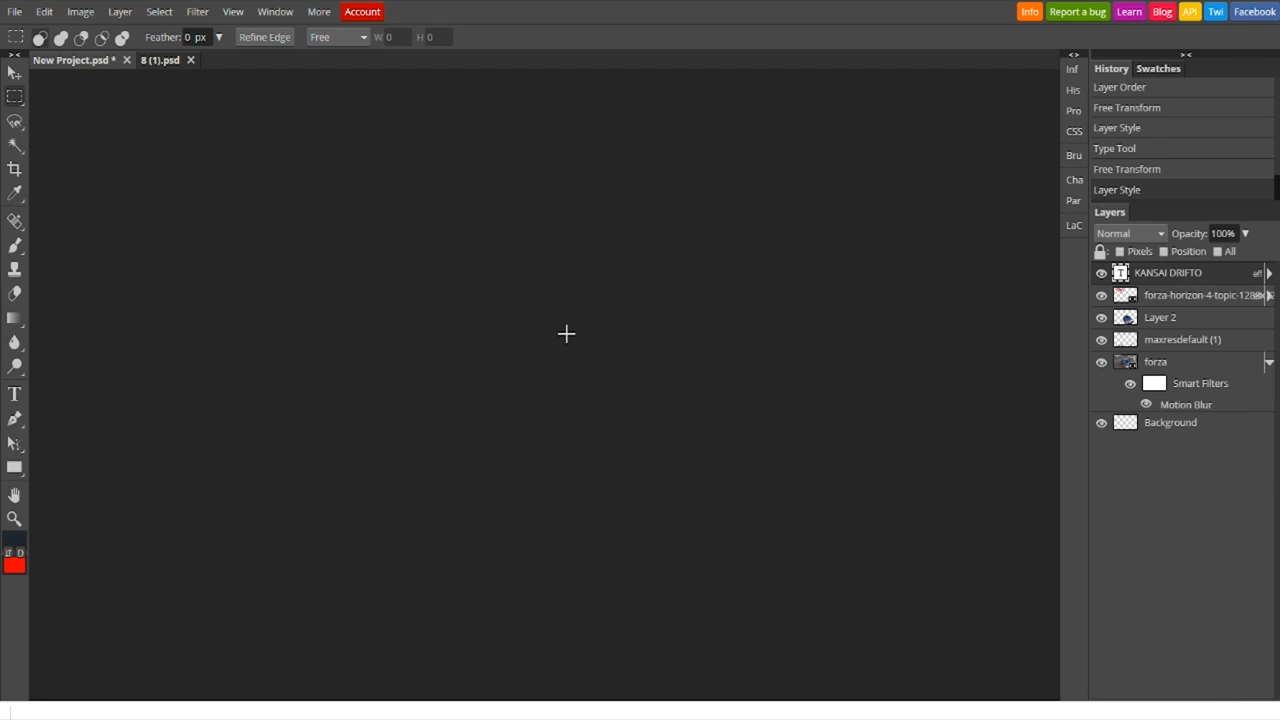 File Edit Image Layer Select Filter View Window More Account Info Report a bug Learn Blog API Twi Facebook
Feather: 0 px Refine Edge Free W 0 H 0
New Project.psd * 8 (1).psd
Inf
His
Pro
CSS
Bru
Cha
Par
LaC
History Swatches
Layer Order
Free Transform
Layer Style
Type Tool
Free Transform
Layer Style
Layers
Normal Opacity: 100%
: Pixels Position All
T KANSAI DRIFTO eff
forza-horizon-4-topic-128
Layer 2
maxresdefault (1)
forza
Smart Filters
Motion Blur
Background
T
D